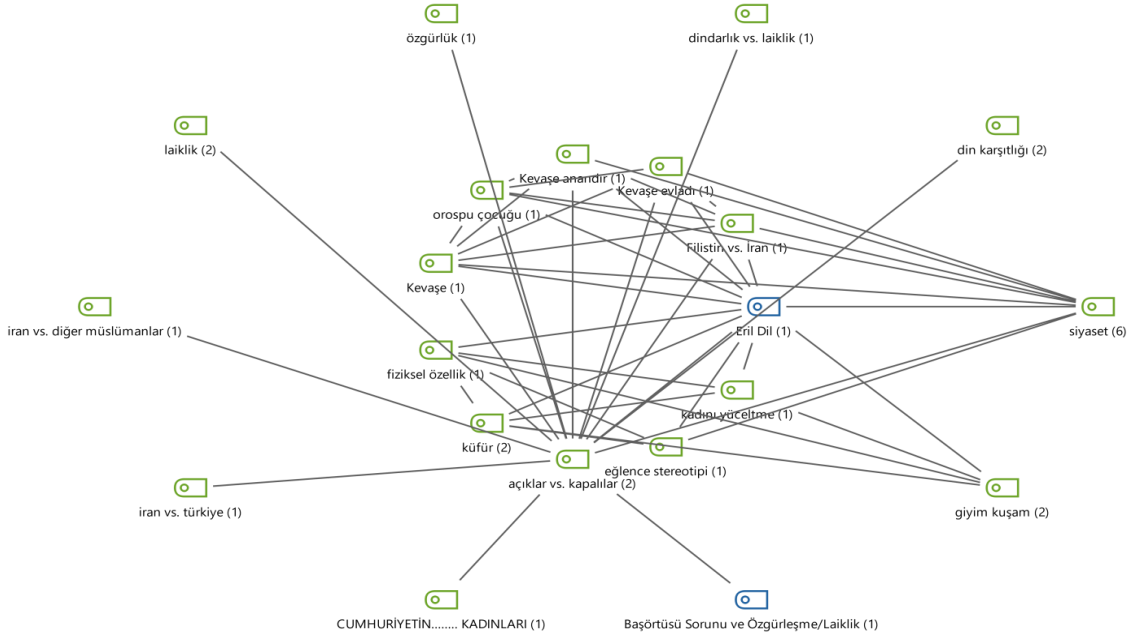 özgürlük (1)
dindarlık vs. laiklik (1)
laiklik (2)
din karşıtlığı (2)
Kevaşe anandır (1)
Kevaşe evladı (1)
orospu çocuğu (1)
Filistin vs. İran (1)
Kevaşe (1)
iran vs. diğer müslümanlar (1)
Eril Dil (1)
siyaset (6)
fiziksel özellik (1)
kadını yüceltme (1)
küfür (2)
eğlence stereotipi (1)
açıklar vs. kapalılar (2)
iran vs. türkiye (1)
giyim kuşam (2)
CUMHURİYETİN........ KADINLARI (1)
Başörtüsü Sorunu ve Özgürleşme/Laiklik (1)